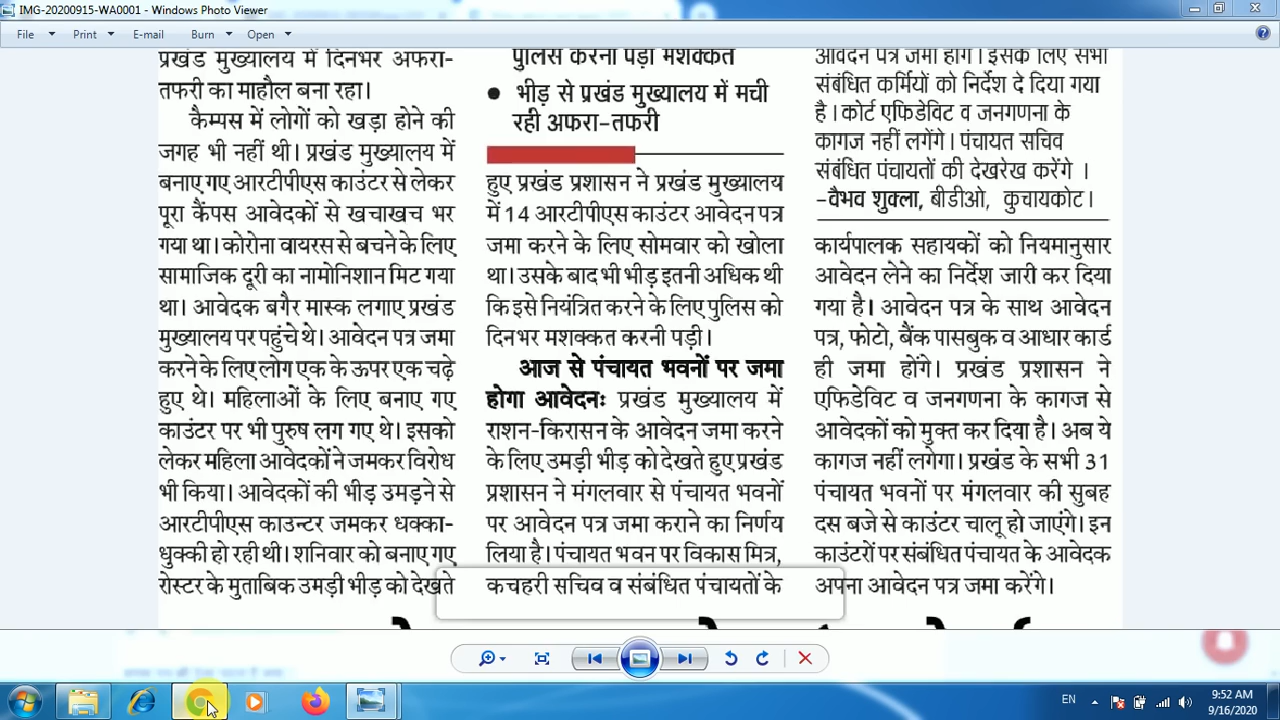 IMG-20200915-WA0001 - Windows Photo Viewer
File Print E-mail Burn Open
प्रखंड मुख्यालय में दिनभर अफरा-
तफरी का माहौल बना रहा।
कैम्पस में लोगों को खड़ा होने की
जगह भी नहीं थी। प्रखंड मुख्यालय में
बनाए गए आरटीपीएस काउंटर से लेकर
पूरा कैंपस आवेदकों से खचाखच भर
गया था। कोरोना वायरस से बचने के लिए
सामाजिक दूरी का नामोनिशान मिट गया
था। आवेदक बगैर मास्क लगाए प्रखंड
मुख्यालय पर पहुंचे थे। आवेदन पत्र जमा
करने के लिए लोग एक के ऊपर एक चढ़े
हुए थे। महिलाओं के लिए बनाए गए
काउंटर पर भी पुरुष लग गए थे। इसको
लेकर महिला आवेदकों ने जमकर विरोध
भी किया। आवेदकों की भीड़ उमड़ने से
आरटीपीएस काउन्टर जमकर धक्का-
धुक्की हो रही थी। शनिवार को बनाए गए
रोस्टर के मुताबिक उमड़ी भीड़ को देखते
पुलिस करनी पड़ी मशक्कत
● भीड़ से प्रखंड मुख्यालय में मची
रही अफरा-तफरी
हुए प्रखंड प्रशासन ने प्रखंड मुख्यालय
में 14 आरटीपीएस काउंटर आवेदन पत्र
जमा करने के लिए सोमवार को खोला
था। उसके बाद भी भीड़ इतनी अधिक थी
कि इसे नियंत्रित करने के लिए पुलिस को
दिनभर मशक्कत करनी पड़ी।
आज से पंचायत भवनों पर जमा
होगा आवेदनः प्रखंड मुख्यालय में
राशन-किरासन के आवेदन जमा करने
के लिए उमड़ी भीड़ को देखते हुए प्रखंड
प्रशासन ने मंगलवार से पंचायत भवनों
पर आवेदन पत्र जमा कराने का निर्णय
लिया है। पंचायत भवन पर विकास मित्र,
कचहरी सचिव व संबंधित पंचायतों के
आवेदन पत्र जमा होंगे। इसके लिए सभी
संबंधित कर्मियों को निर्देश दे दिया गया
है। कोर्ट एफिडेविट व जनगणना के
कागज नहीं लगेंगे। पंचायत सचिव
संबंधित पंचायतों की देखरेख करेंगे ।
-वैभव शुक्ला, बीडीओ, कुचायकोट।
कार्यपालक सहायकों को नियमानुसार
आवेदन लेने का निर्देश जारी कर दिया
गया है। आवेदन पत्र के साथ आवेदन
पत्र, फोटो, बैंक पासबुक व आधार कार्ड
ही जमा होंगे। प्रखंड प्रशासन ने
एफिडेविट व जनगणना के कागज से
आवेदकों को मुक्त कर दिया है। अब ये
कागज नहीं लगेगा। प्रखंड के सभी 31
पंचायत भवनों पर मंगलवार की सुबह
दस बजे से काउंटर चालू हो जाएंगे। इन
काउंटरों पर संबंधित पंचायत के आवेदक
अपना आवेदन पत्र जमा करेंगे।
EN
9:52 AM
9/16/2020